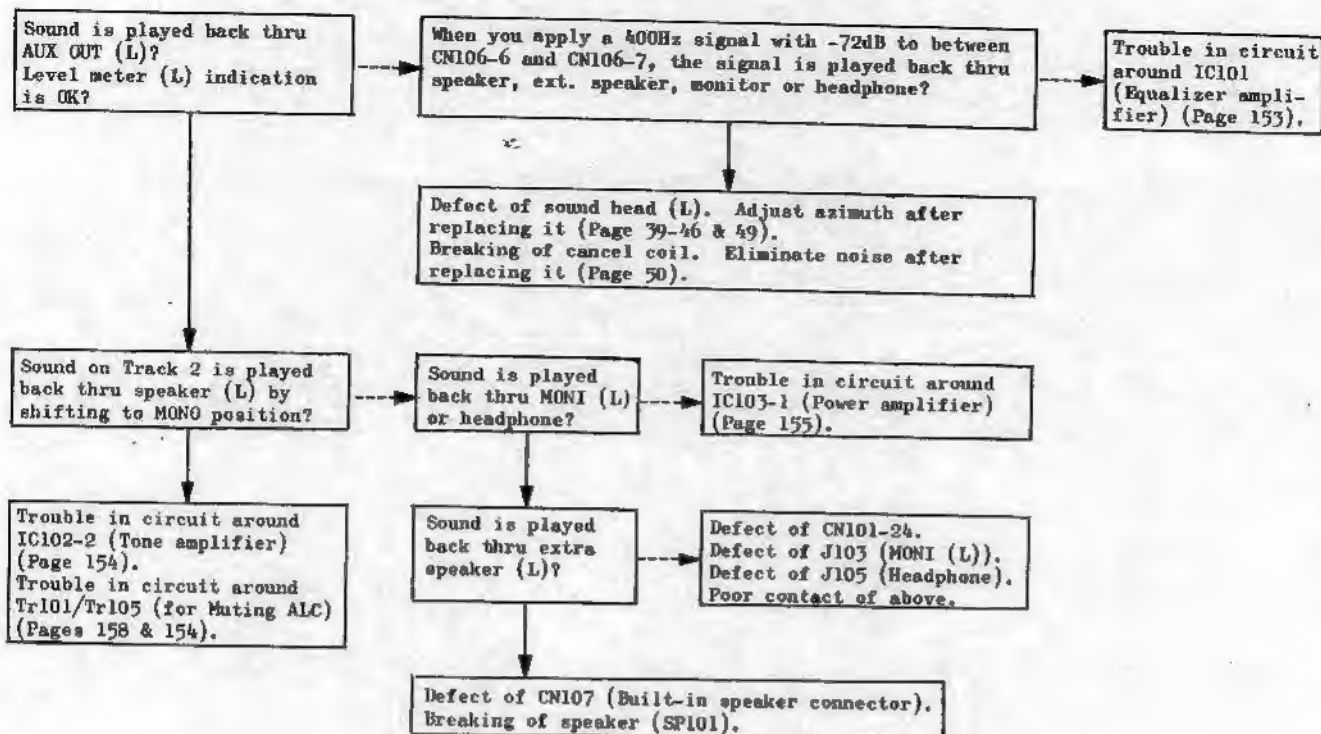 Sound is played back thru
AUX OUT (L)?
Level meter (L) indication
is OK?
When you apply a 400Hz signal with -72dB to between
CN106-6 and CN106-7, the signal is played back thru
speaker, ext. speaker, monitor or headphone?
Trouble in circuit
around IC101
(Equalizer ampli-
fier) (Page 153).
Defect of sound head (L). Adjust azimuth after
replacing it (Page 39-46 & 49).
Breaking of cancel coil. Eliminate noise after
replacing it (Page 50).
Sound on Track 2 is played
back thru speaker (L) by
shifting to MONO position?
Sound is played
back thru MONI (L)
or headphone?
Trouble in circuit around
IC103-1 (Power amplifier)
(Page 155).
Trouble in circuit around
IC102-2 (Tone amplifier)
(Page 154).
Trouble in circuit around
Tr101/Tr105 (for Muting ALC)
(Pages 158 & 154).
Sound is played
back thru extra
speaker (L)?
Defect of CN101-24.
Defect of J103 (MONI (L)).
Defect of J105 (Headphone).
Poor contact of above.
Defect of CN107 (Built-in speaker connector).
Breaking of speaker (SP101).